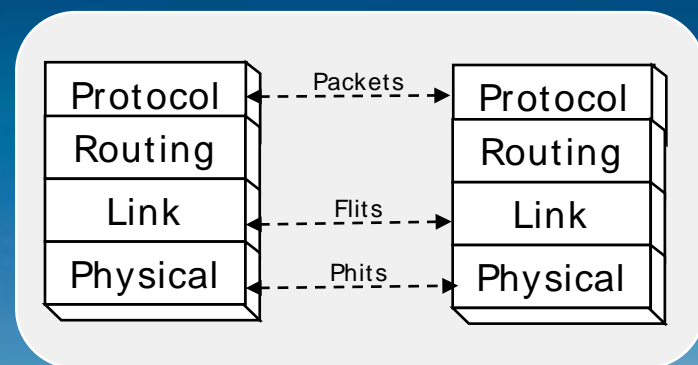 Protocol Packets Protocol
Routing Routing
Link Flits Link
Physical Phits Physical